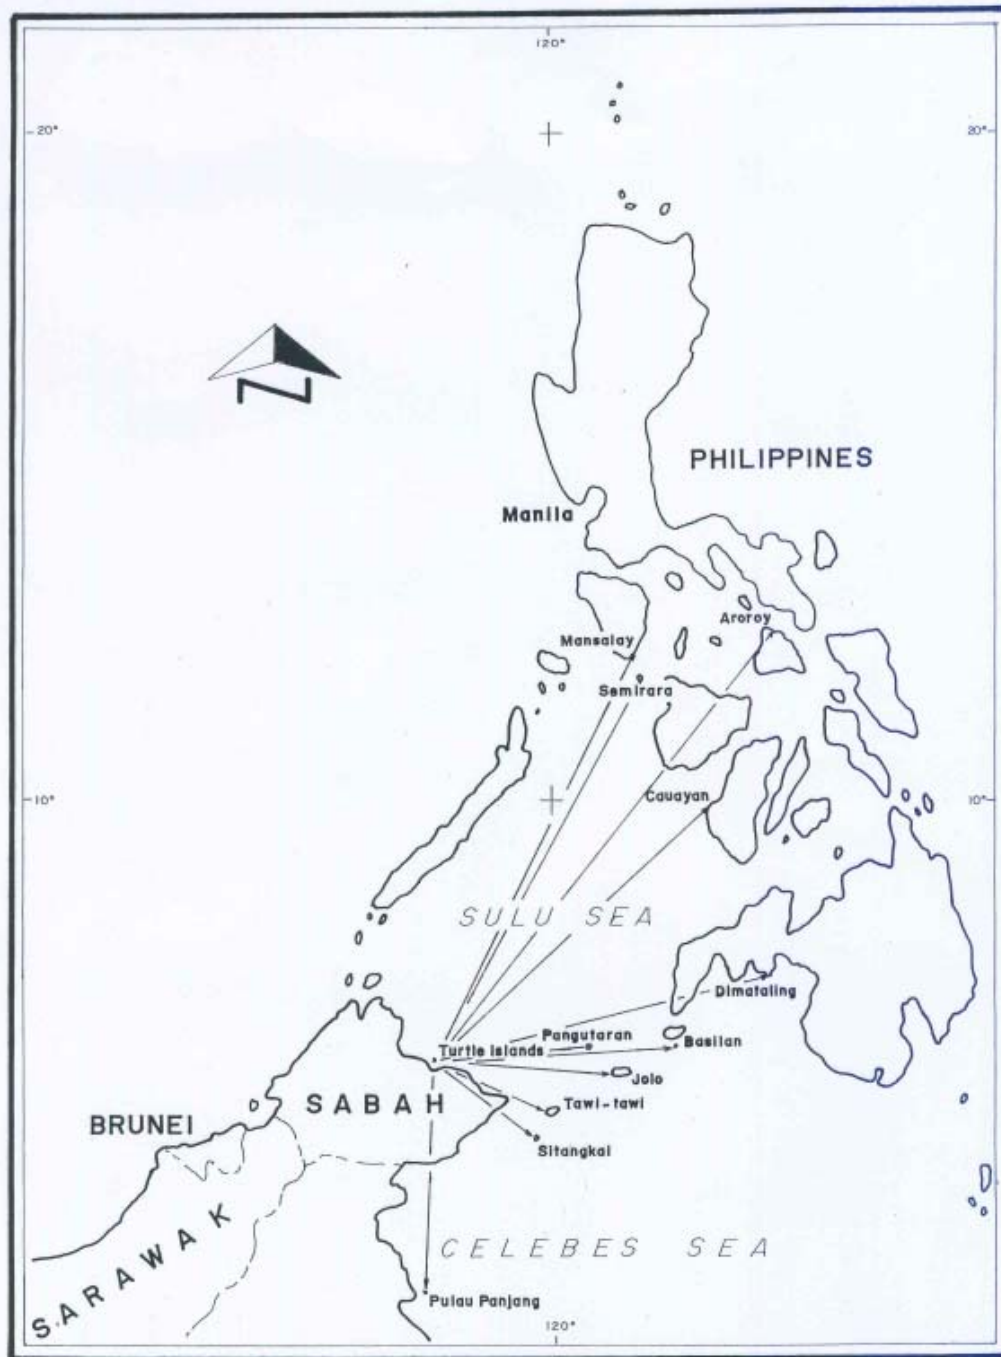 120°
20°
20°
N
PHILIPPINES
Manila
Aroroy
Mansalay
Semirara
Cauayan
10°
10°
SULU SEA
Dimataling
Pangutaran
Basilan
Turtle Islands
Jolo
SABAH
Tawi-tawi
BRUNEI
Sitangkai
SARAWAK
CELEBES SEA
Pulau Panjang
120°